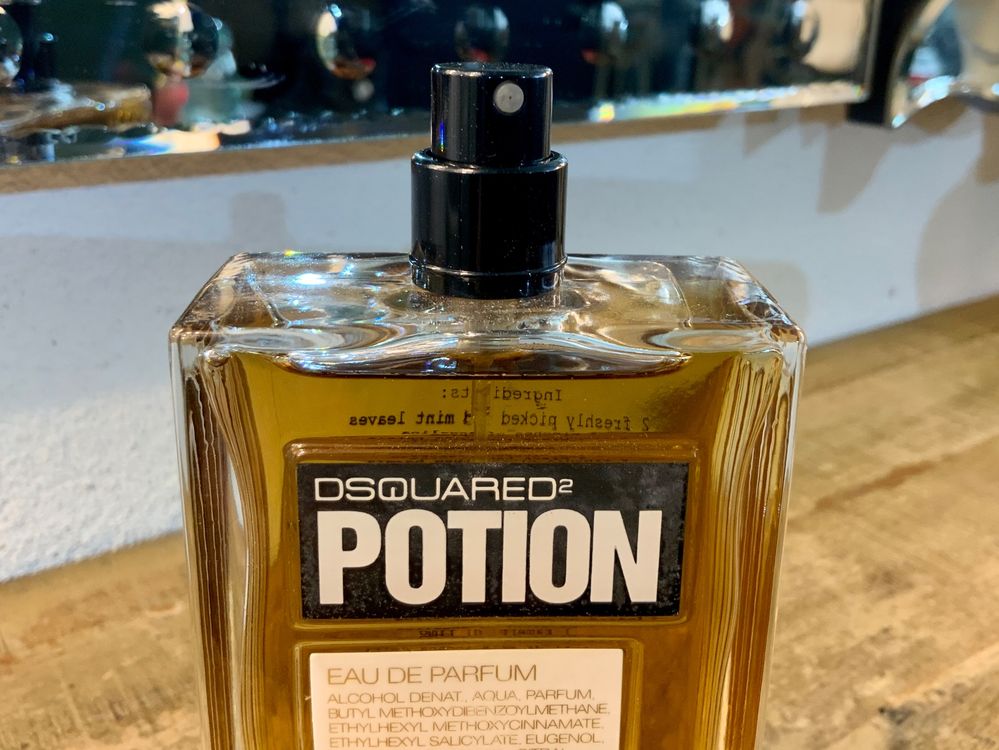 Ingredients:
2 freshly picked mint leaves
DSQUARED2
POTION
EAU DE PARFUM
ALCOHOL DENAT., AQUA, PARFUM,
BUTYL METHOXYDIBENZOYLMETHANE,
ETHYLHEXYL METHOXYCINNAMATE,
ETHYLHEXYL SALICYLATE, EUGENOL,